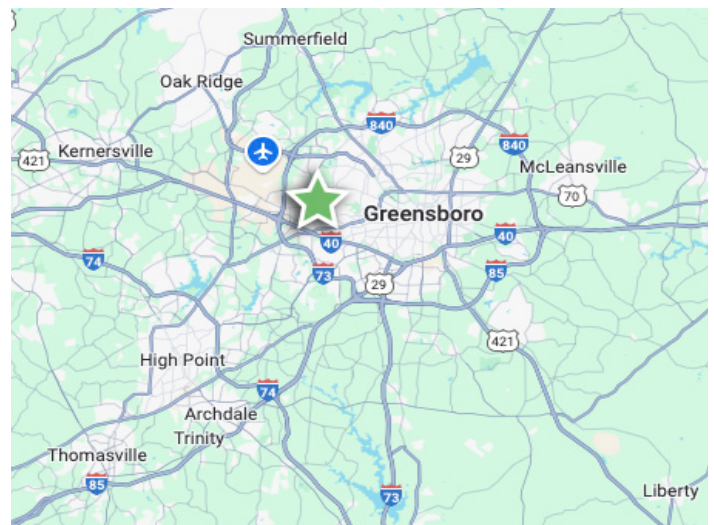 Summerfield
Oak Ridge
840
840
421
Kernersville
29
McLeansville
70
Greensboro
40
40
74
73
85
29
421
High Point
74
Archdale
Trinity
Thomasville
85
73
Liberty